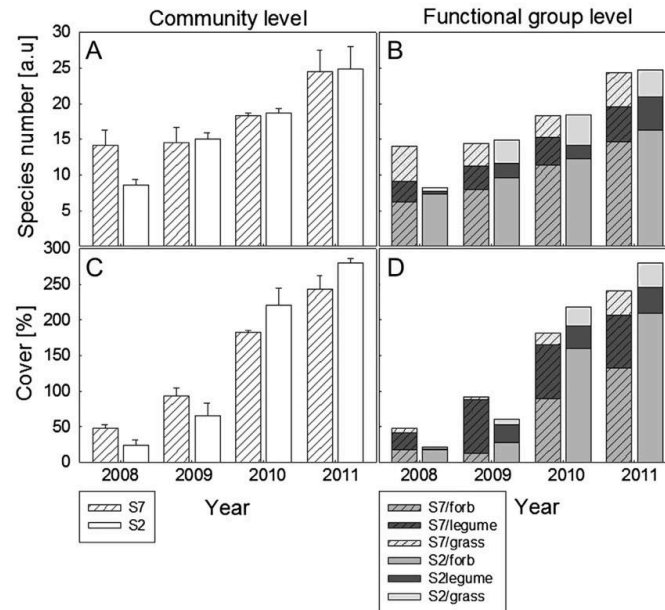 Community level
Functional group level
A
B
Species number [a.u]
30
25
20
15
10
5
C
D
Cover [%]
300
250
200
150
100
50
0
2008 2009 2010 2011
2008 2009 2010 2011
Year
Year
S7
S2
S7/forb
S7/legume
S7/grass
S2/forb
S2legume
S2/grass